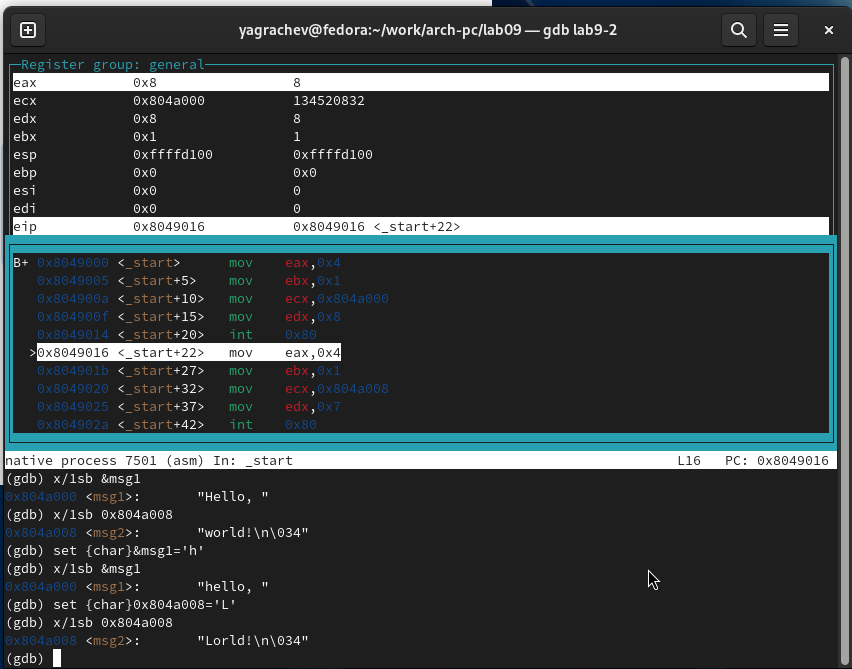 yagrachev@fedora:~/work/arch-pc/lab09 — gdb lab9-2
Register group: general
eax 0x8 8
ecx 0x804a000 134520832
edx 0x8 8
ebx 0x1 1
esp 0xffffd100 0xffffd100
ebp 0x0 0x0
esi 0x0 0
edi 0x0 0
eip 0x8049016 0x8049016 <_start+22>
B+ 0x8049000 <_start> mov eax,0x4
0x8049005 <_start+5> mov ebx,0x1
0x804900a <_start+10> mov ecx,0x804a000
0x804900f <_start+15> mov edx,0x8
0x8049014 <_start+20> int 0x80
>0x8049016 <_start+22> mov eax,0x4
0x804901b <_start+27> mov ebx,0x1
0x8049020 <_start+32> mov ecx,0x804a008
0x8049025 <_start+37> mov edx,0x7
0x804902a <_start+42> int 0x80
native process 7501 (asm) In: _start L16 PC: 0x8049016
(gdb) x/1sb &msg1
0x804a000 <msg1>: "Hello, "
(gdb) x/1sb 0x804a008
0x804a008 <msg2>: "world!\n\034"
(gdb) set {char}&msg1='h'
(gdb) x/1sb &msg1
0x804a000 <msg1>: "hello, "
(gdb) set {char}0x804a008='L'
(gdb) x/1sb 0x804a008
0x804a008 <msg2>: "Lorld!\n\034"
(gdb)